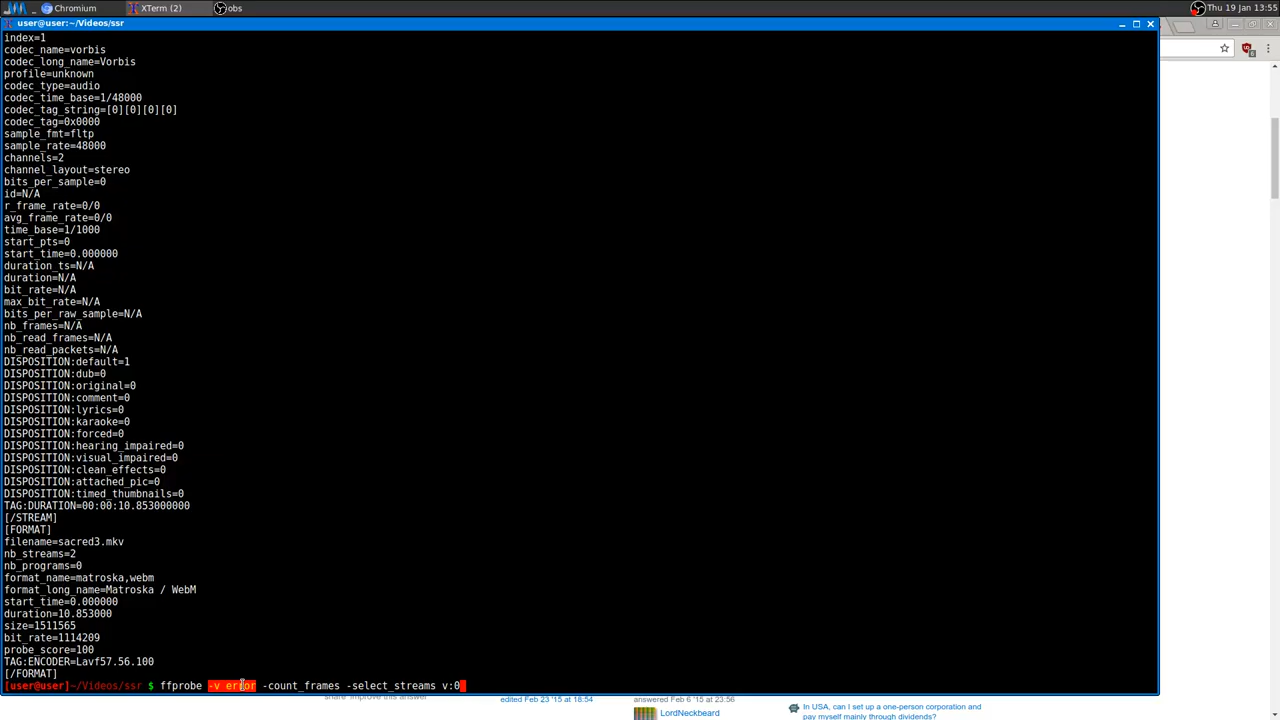 Chromium
XTerm (2)
obs
Thu 19 Jan 13:55
user@user:~/Videos/ssr
index=1
codec_name=vorbis
codec_long_name=Vorbis
profile=unknown
codec_type=audio
codec_time_base=1/48000
codec_tag_string=[0][0][0][0]
codec_tag=0x0000
sample_fmt=fltp
sample_rate=48000
channels=2
channel_layout=stereo
bits_per_sample=0
id=N/A
r_frame_rate=0/0
avg_frame_rate=0/0
time_base=1/1000
start_pts=0
start_time=0.000000
duration_ts=N/A
duration=N/A
bit_rate=N/A
max_bit_rate=N/A
bits_per_raw_sample=N/A
nb_frames=N/A
nb_read_frames=N/A
nb_read_packets=N/A
DISPOSITION:default=1
DISPOSITION:dub=0
DISPOSITION:original=0
DISPOSITION:comment=0
DISPOSITION:lyrics=0
DISPOSITION:karaoke=0
DISPOSITION:forced=0
DISPOSITION:hearing_impaired=0
DISPOSITION:visual_impaired=0
DISPOSITION:clean_effects=0
DISPOSITION:attached_pic=0
DISPOSITION:timed_thumbnails=0
TAG:DURATION=00:00:10.853000000
[/STREAM]
[FORMAT]
filename=sacred3.mkv
nb_streams=2
nb_programs=0
format_name=matroska,webm
format_long_name=Matroska / WebM
start_time=0.000000
duration=10.853000
size=1511565
bit_rate=1114209
probe_score=100
TAG:ENCODER=Lavf57.56.100
[/FORMAT]
[user@user]~/Videos/ssr $ ffprobe -v error -count_frames -select_streams v:0
share improve this answer
edited Feb 23 '15 at 18:54
answered Feb 6 '15 at 23:56
LordNeckbeard
In USA, can I set up a one-person corporation and
pay myself mainly through dividends?